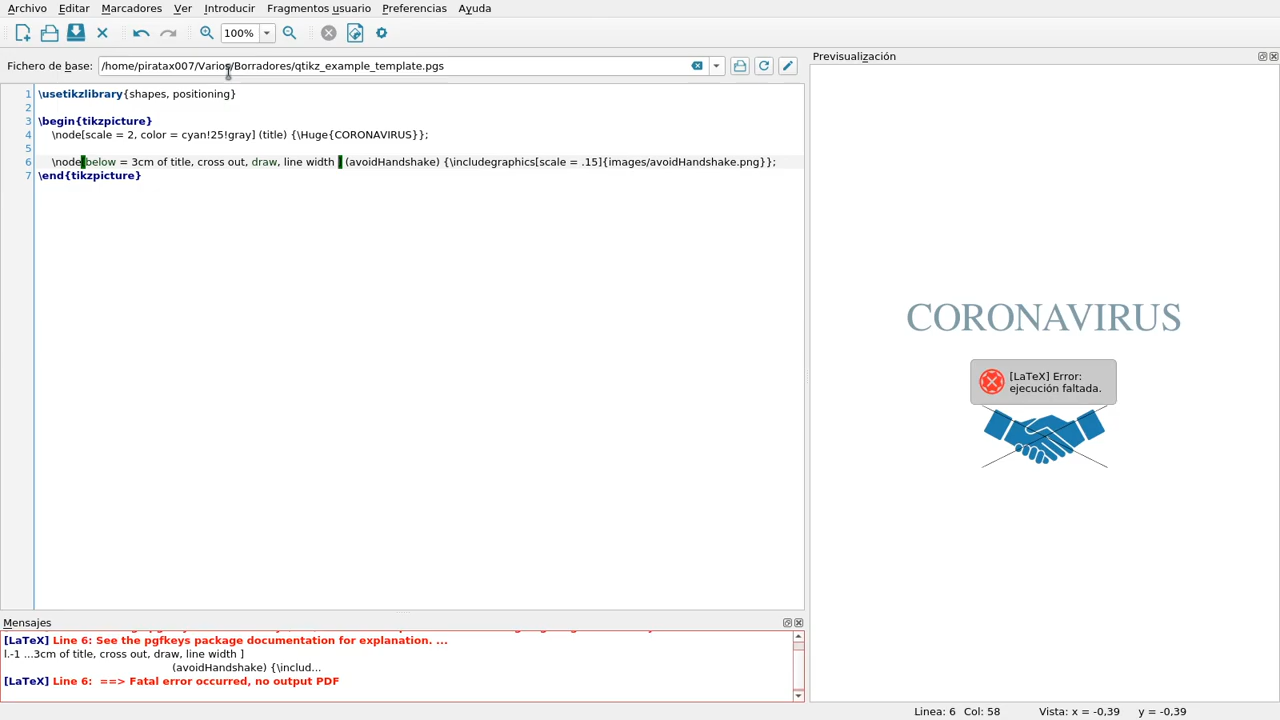 Archivo Editar Marcadores Ver Introducir Fragmentos usuario Preferencias Ayuda
100%
Fichero de base: /home/piratax007/Varios/Borradores/qtikz_example_template.pgs
1 \usetikzlibrary{shapes, positioning}
2
3 \begin{tikzpicture}
4 \node[scale = 2, color = cyan!25!gray] (title) {\Huge{CORONAVIRUS}};
5
6 \node[below = 3cm of title, cross out, draw, line width ] (avoidHandshake) {\includegraphics[scale = .15]{images/avoidHandshake.png}};
7 \end{tikzpicture}
Previsualización
CORONAVIRUS
[LaTeX] Error:
ejecución faltada.
Mensajes
[LaTeX] Line 6: See the pgfkeys package documentation for explanation. ...
l.-1 ...3cm of title, cross out, draw, line width ]
(avoidHandshake) {\includ...
[LaTeX] Line 6: ==> Fatal error occurred, no output PDF
Linea: 6 Col: 58 Vista: x = -0,39 y = -0,39